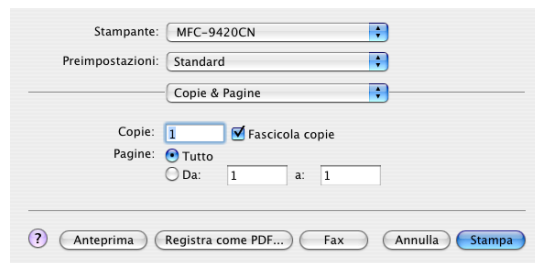 Stampante: MFC-9420CN
Preimpostazioni: Standard
Copie & Pagine
Copie: 1 Fascicola copie
Pagine: Tutto
Da: 1 a: 1
? Anteprima Registra come PDF... Fax Annulla Stampa